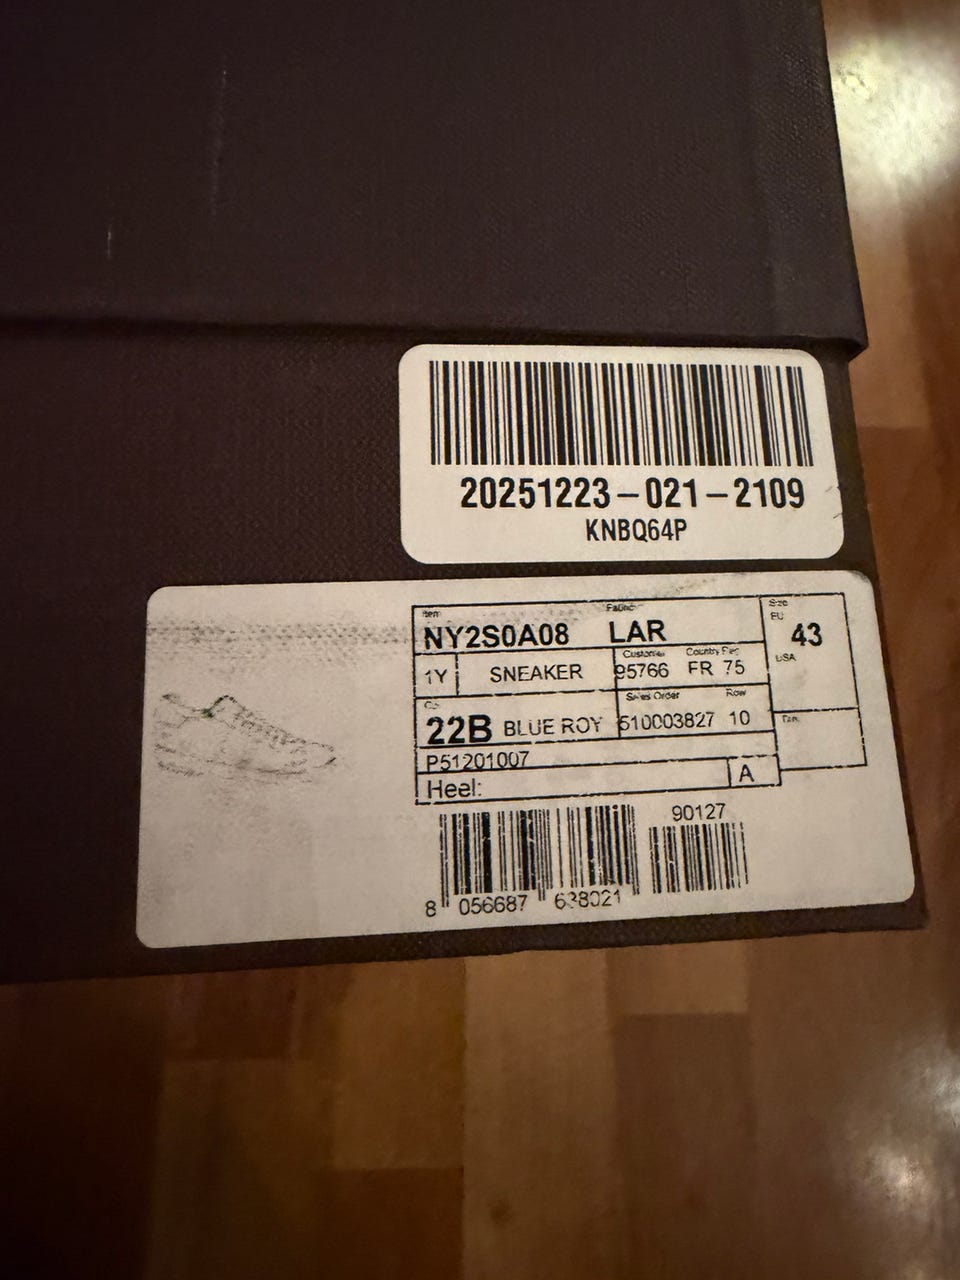 20251223-021-2109
KNBQ64P
Item Fabric Size
NY2S0A08 LAR EU 43
Customer Country
1Y SNEAKER 95766 FR 75 USA
Sales Order Row
22B BLUE ROY 510003827 10
P51201007
Heel: A
90127
8 056687 638021